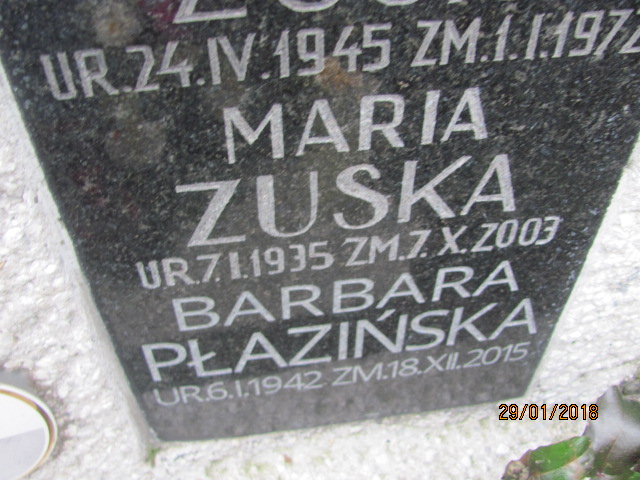 UR.24.IV.1945 ZM.1.I.1972
MARIA
ZUSKA
UR.7.I.1935 ZM.7.X.2003
BARBARA
PŁAZIŃSKA
UR.6.I.1942 ZM.18.XII.2015
29/01/2018